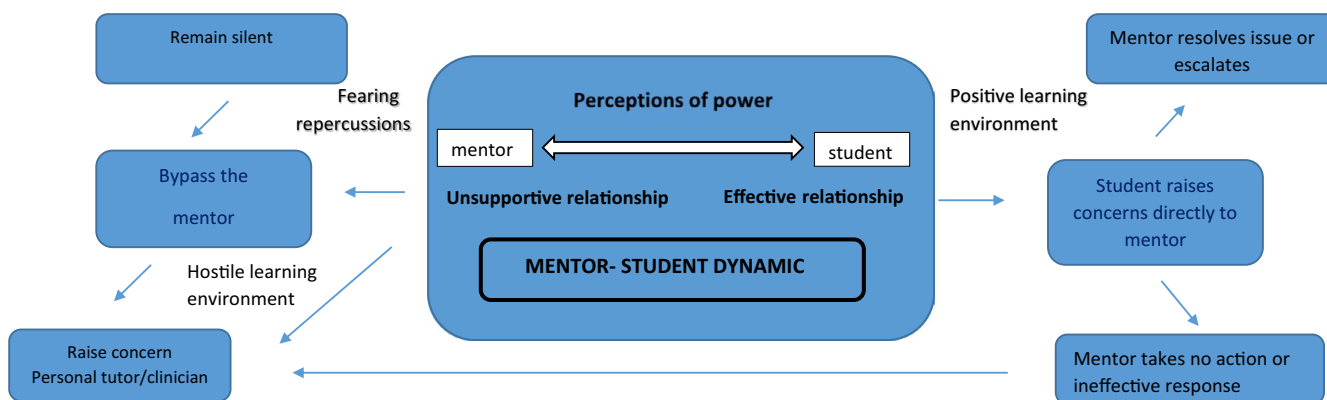 Remain silent
Fearing
repercussions
Bypass the
mentor
Hostile learning
environment
Raise concern
Personal tutor/clinician
Perceptions of power
mentor
student
Unsupportive relationship
Effective relationship
MENTOR- STUDENT DYNAMIC
Positive learning
environment
Mentor resolves issue or
escalates
Student raises
concerns directly to
mentor
Mentor takes no action or
ineffective response